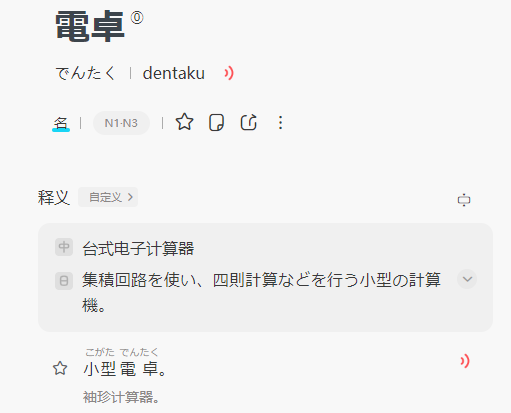 電卓⓪
でんたく | dentaku
名 | N1·N3
释义 自定义 >
中 台式电子计算器
日 集積回路を使い、四則計算などを行う小型の計算
機。
こがた でんたく
小型電卓。
袖珍计算器。